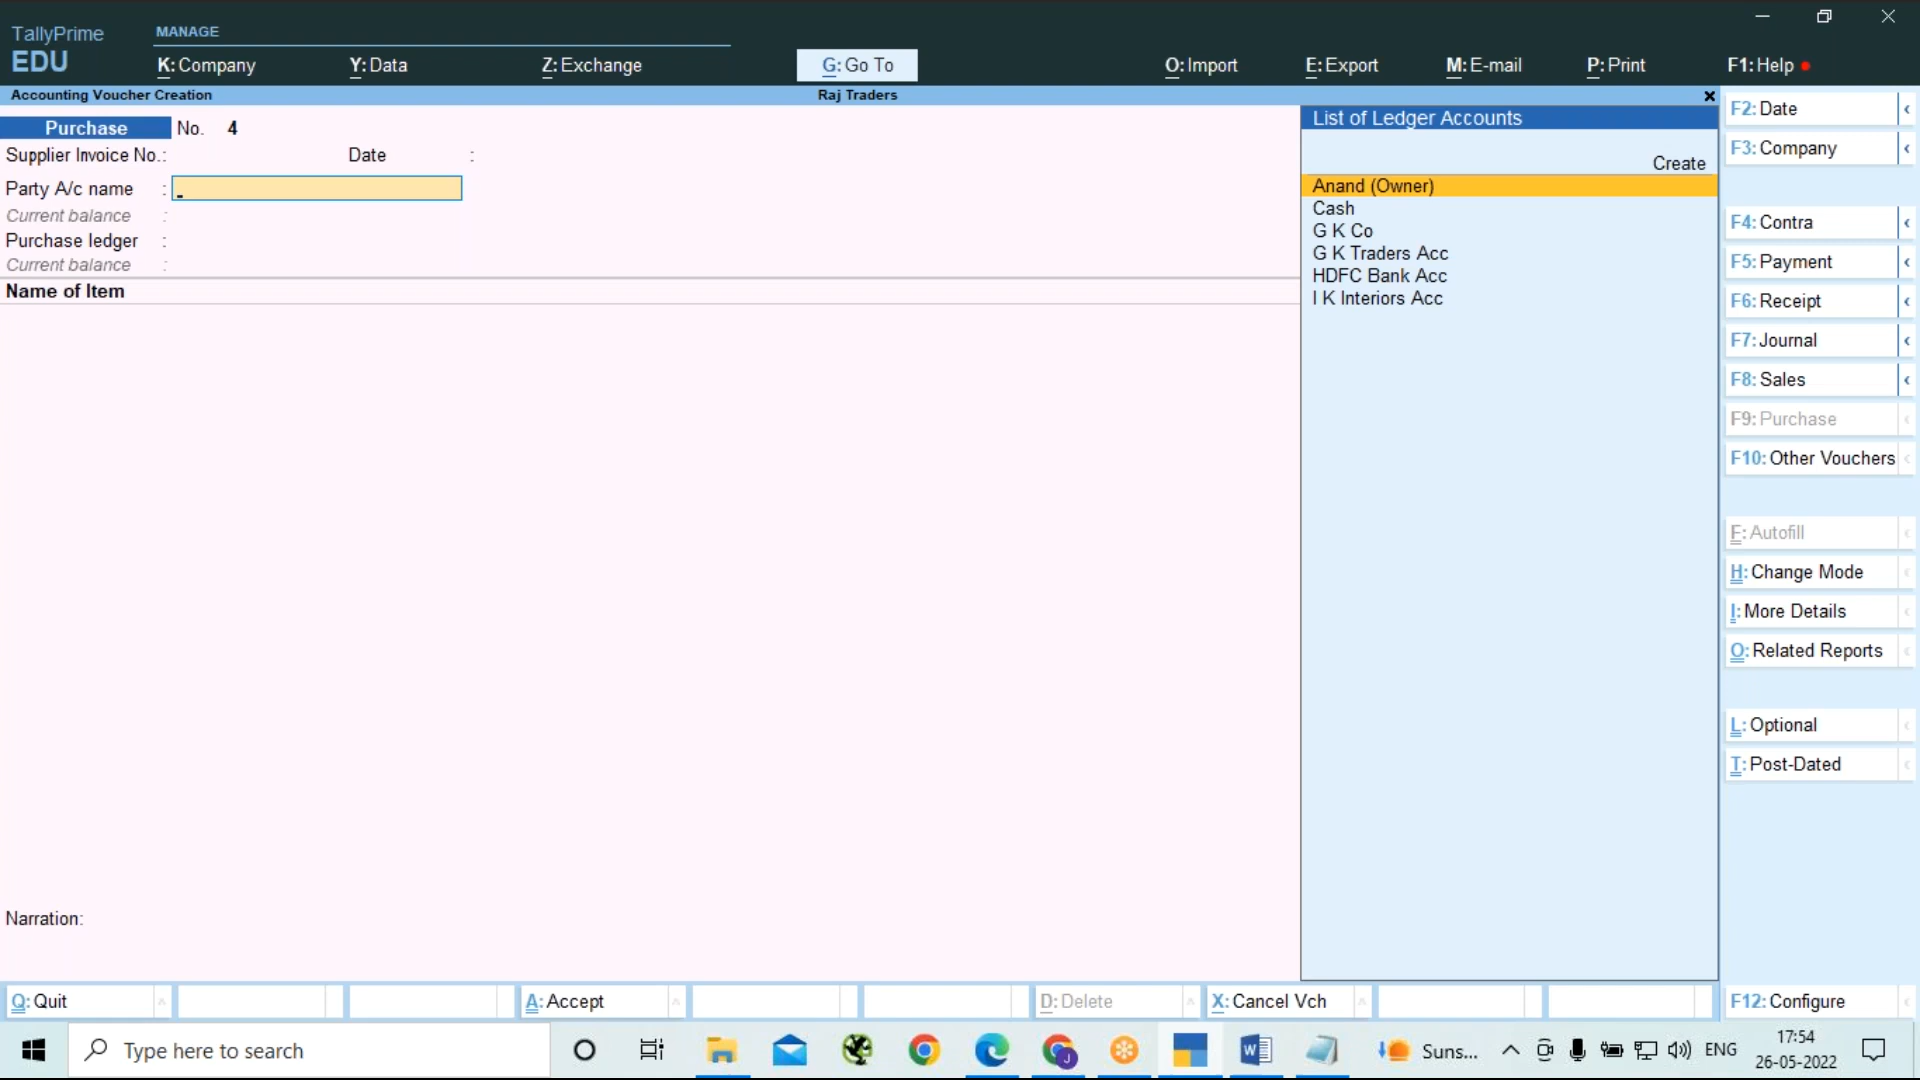 TallyPrime
EDU
MANAGE
K: Company
Y: Data
Z: Exchange
G: Go To
O: Import
E: Export
M: E-mail
P: Print
F1: Help
Accounting Voucher Creation
Raj Traders
Purchase No. 4
Supplier Invoice No.: Date :
Party A/c name :
Current balance :
Purchase ledger :
Current balance :
Name of Item
Narration:
List of Ledger Accounts
Create
Anand (Owner)
Cash
G K Co
G K Traders Acc
HDFC Bank Acc
I K Interiors Acc
F2: Date
F3: Company
F4: Contra
F5: Payment
F6: Receipt
F7: Journal
F8: Sales
F9: Purchase
F10: Other Vouchers
F: Autofill
H: Change Mode
I: More Details
O: Related Reports
L: Optional
T: Post-Dated
F12: Configure
Q: Quit
A: Accept
D: Delete
X: Cancel Vch
Type here to search
Suns...
ENG
17:54
26-05-2022